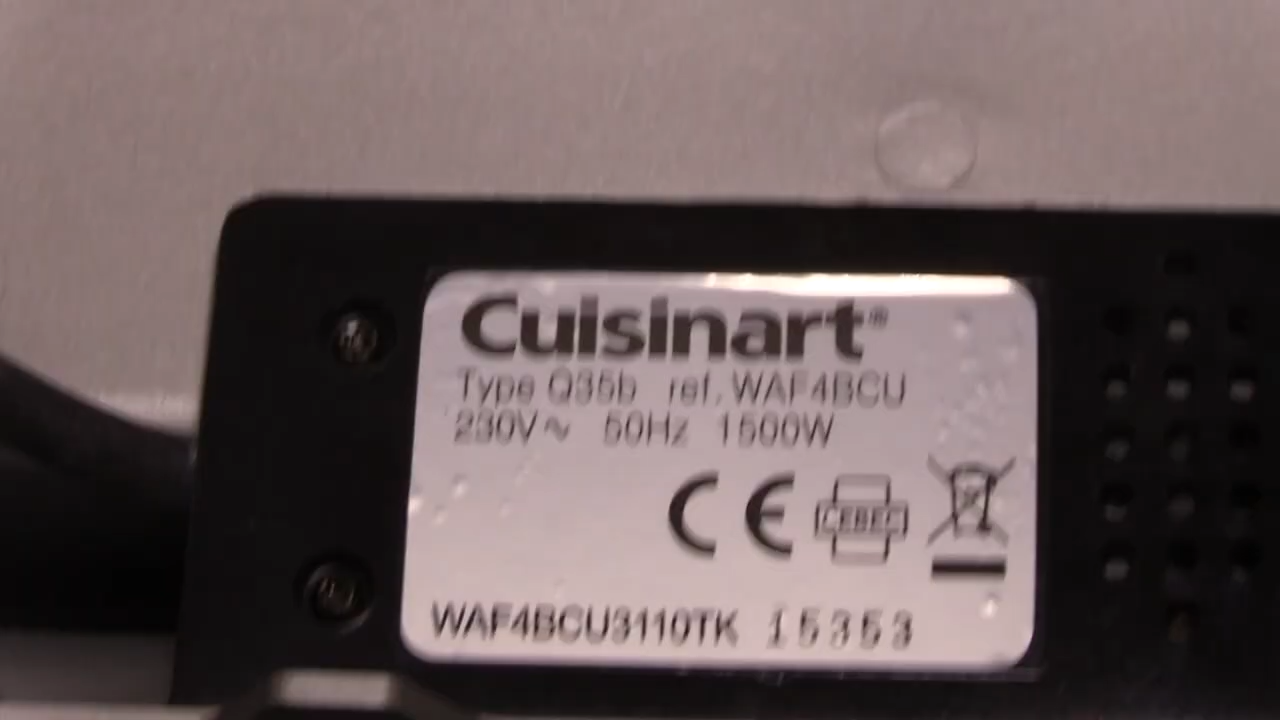 Cuisinart®
Type Q35b ref. WAF4BCU
230V~ 50Hz 1500W
CE CEBEC
WAF4BCU3110TK 15353